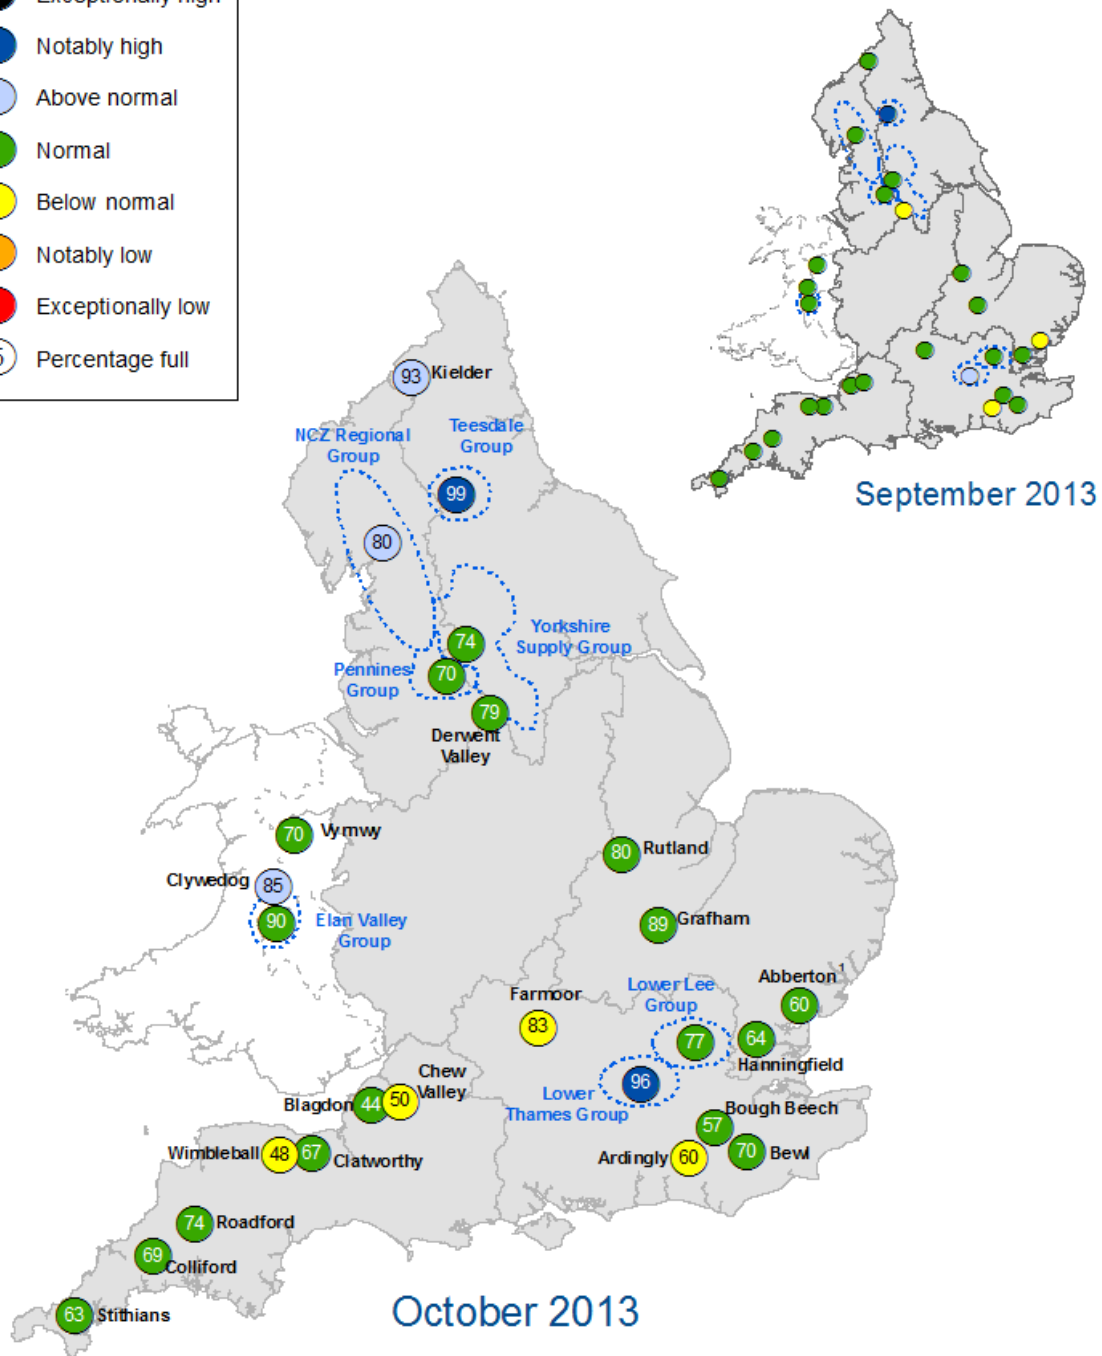 Exceptionally high
Notably high
Above normal
Normal
Below normal
Notably low
Exceptionally low
Percentage full
September 2013
93 Kielder
NCZ Regional
Group
Teesdale
Group
99
80
Yorkshire
Supply Group
74
Pennines
Group
70
79
Derwent
Valley
70 Vyrnwy
Clywedog 85
90 Elan Valley
Group
80 Rutland
89 Grafham
Abberton 1
60
Lower Lee
Group
77
64
Hanningfield
Farmoor
83
96
Lower
Thames Group
Chew
Valley
Blagdon 44 50
Bough Beech
57
Ardingly 60
70 Bewl
Wimbleball 48 67 Clatworthy
74 Roadford
69 Colliford
63 Stithians
October 2013